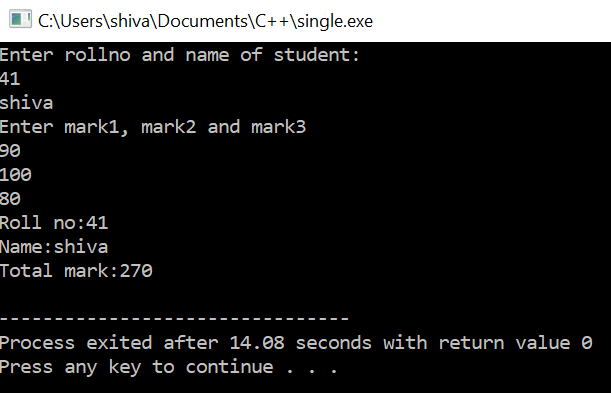 C:\Users\shiva\Documents\C++\single.exe
Enter rollno and name of student:
41
shiva
Enter mark1, mark2 and mark3
90
100
80
Roll no:41
Name:shiva
Total mark:270
--------------------------------
Process exited after 14.08 seconds with return value 0
Press any key to continue . . .